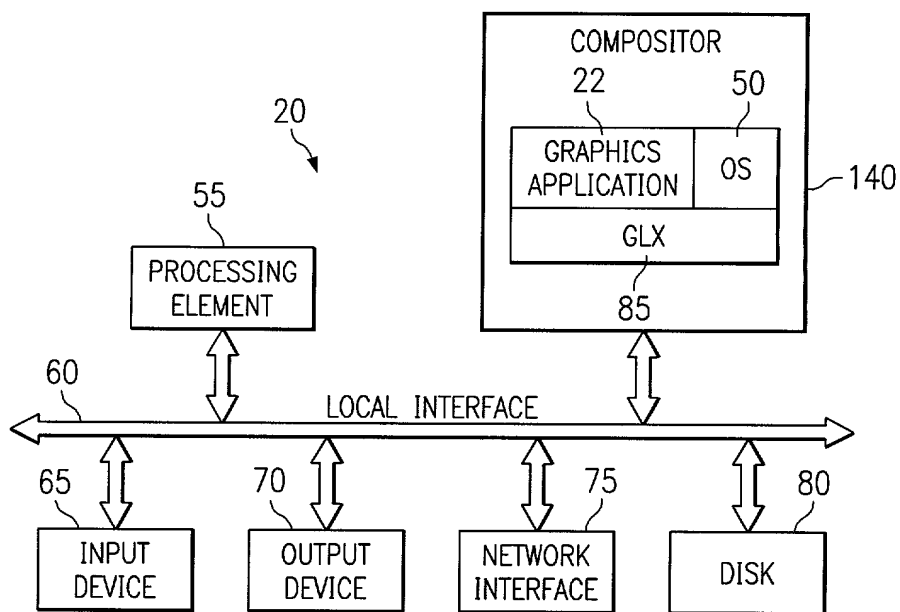 COMPOSITOR
22
50
20
GRAPHICS
APPLICATION
OS
140
55
GLX
PROCESSING
ELEMENT
85
60
LOCAL INTERFACE
65
70
75
80
INPUT
DEVICE
OUTPUT
DEVICE
NETWORK
INTERFACE
DISK